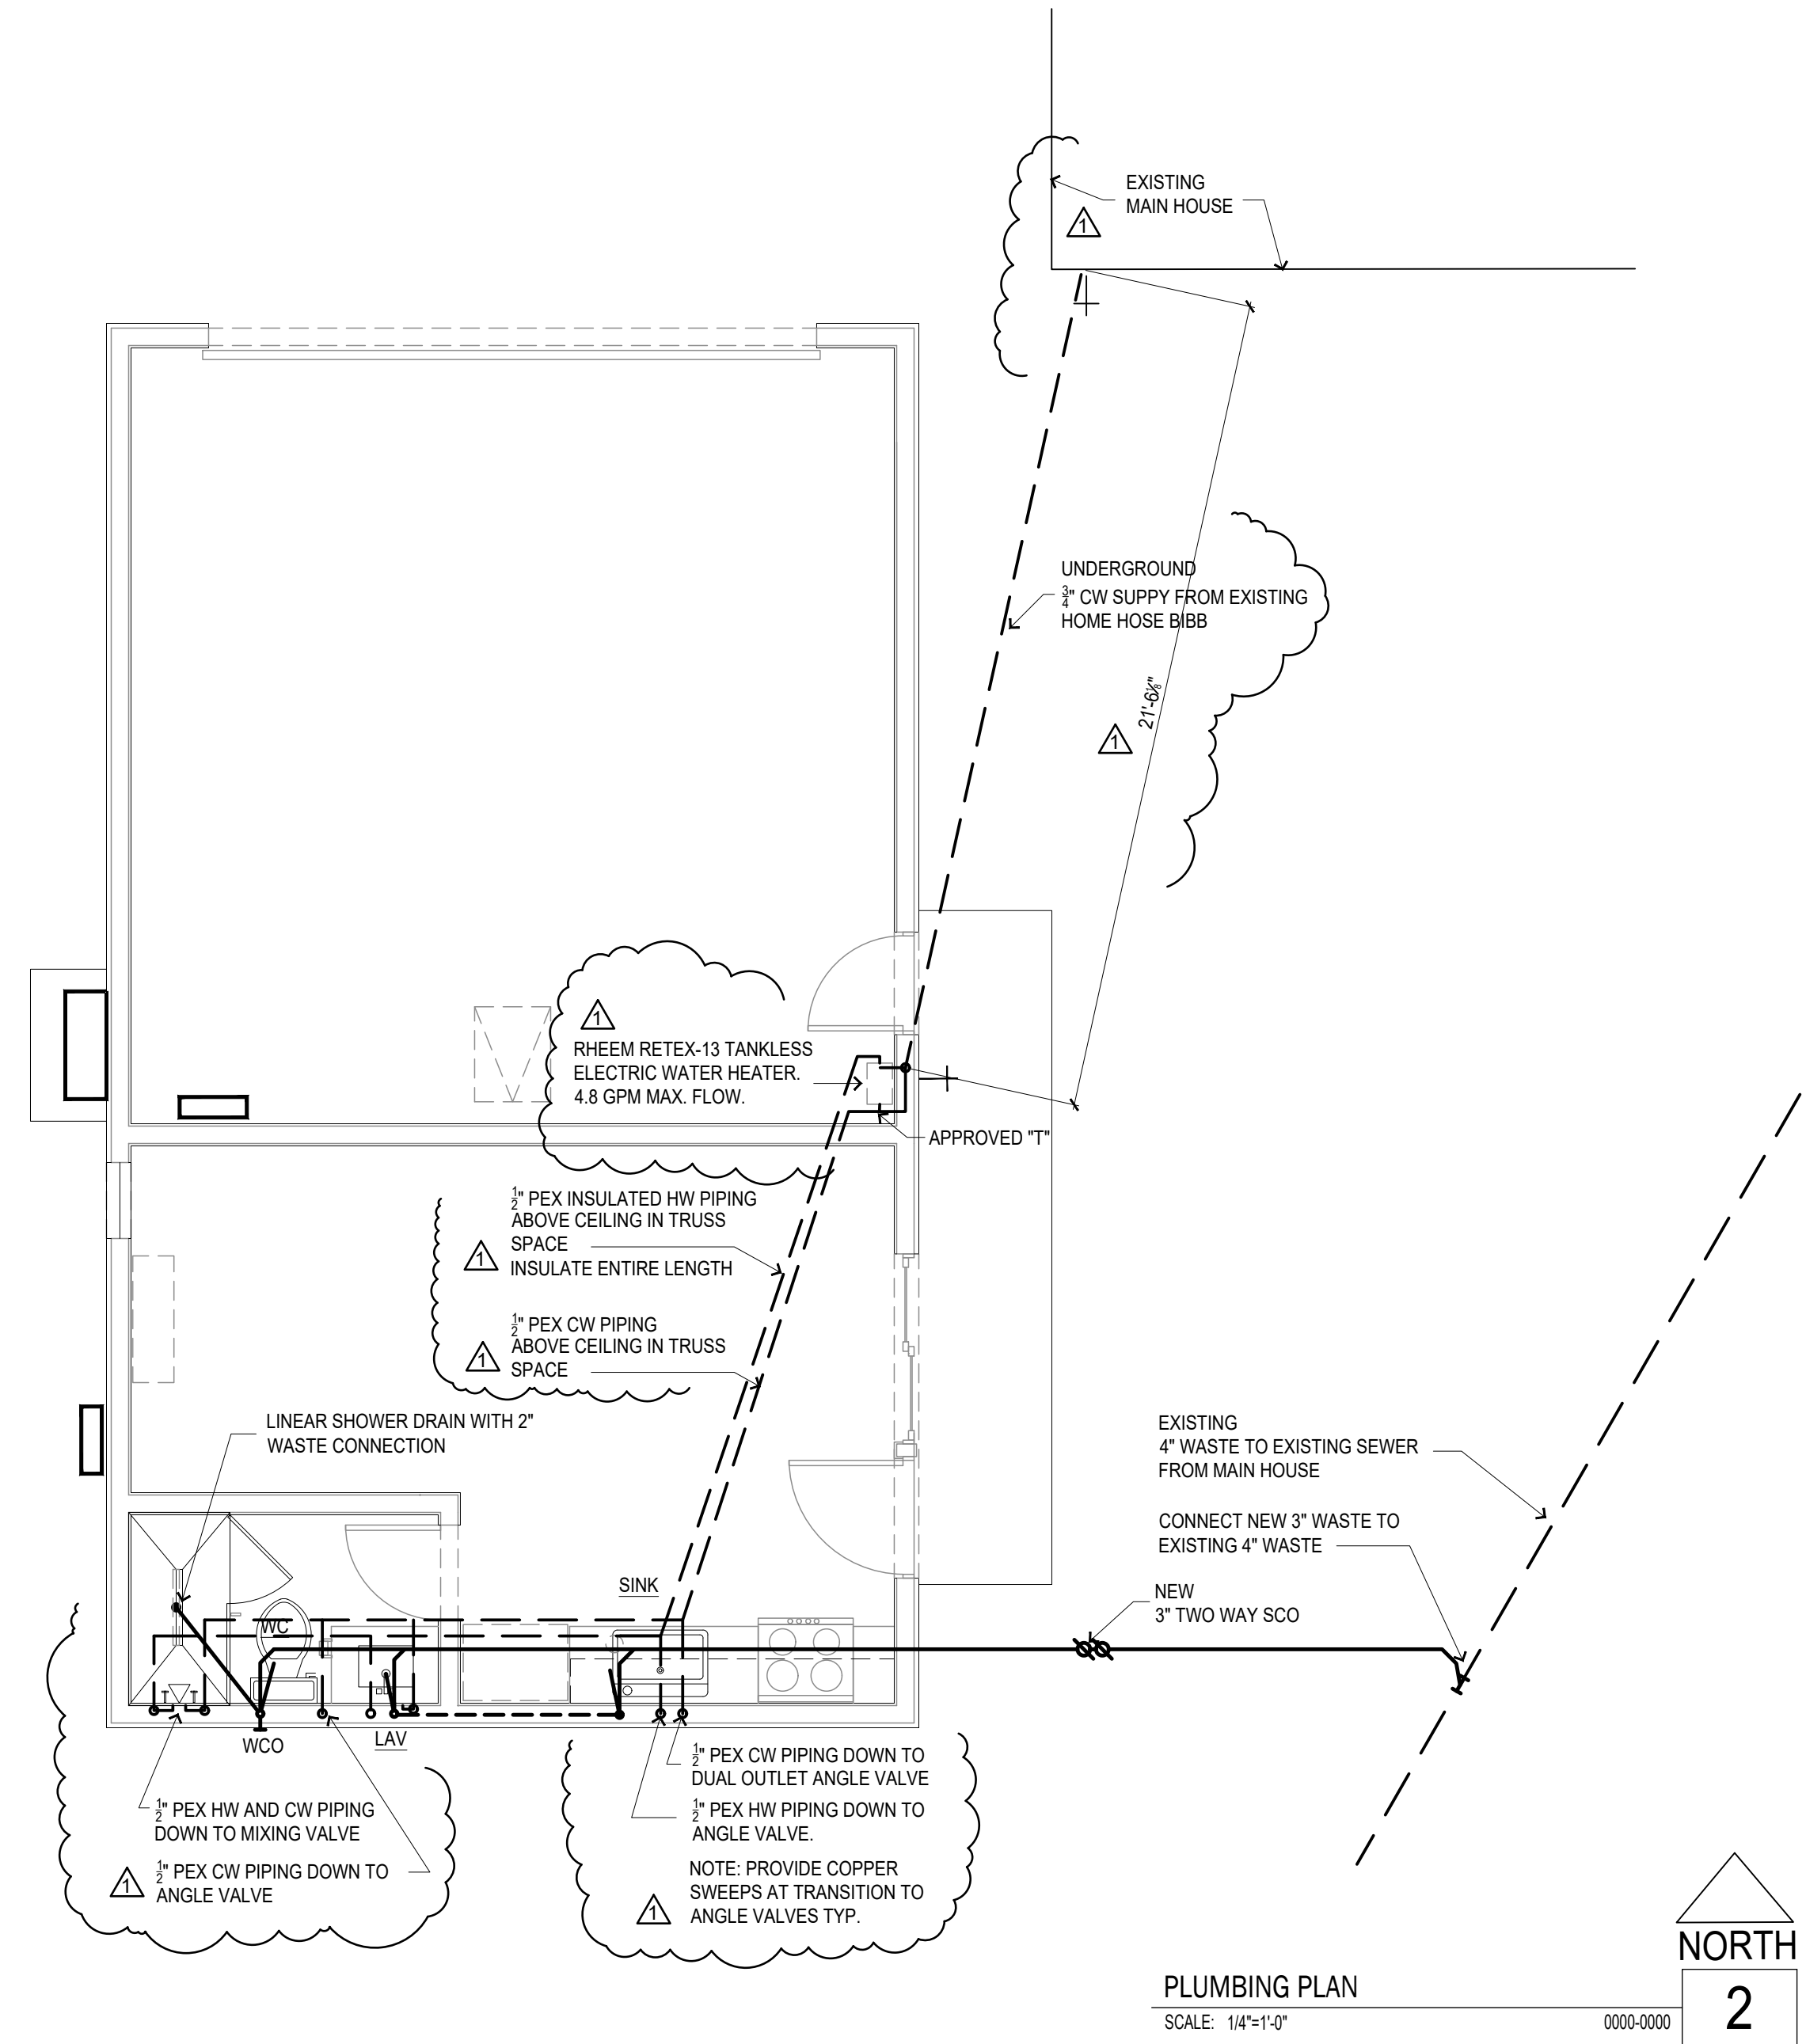 EXISTING
MAIN HOUSE
1
UNDERGROUND
3/4" CW SUPPY FROM EXISTING
HOME HOSE BIBB
21'-6 1/8"
1
1
RHEEM RETEX-13 TANKLESS
ELECTRIC WATER HEATER.
4.8 GPM MAX. FLOW.
APPROVED "T"
1/2" PEX INSULATED HW PIPING
ABOVE CEILING IN TRUSS
SPACE
1
INSULATE ENTIRE LENGTH
1/2" PEX CW PIPING
ABOVE CEILING IN TRUSS
1
SPACE
LINEAR SHOWER DRAIN WITH 2"
WASTE CONNECTION
EXISTING
4" WASTE TO EXISTING SEWER
FROM MAIN HOUSE
CONNECT NEW 3" WASTE TO
EXISTING 4" WASTE
NEW
3" TWO WAY SCO
SINK
WC
WCO
LAV
1/2" PEX HW AND CW PIPING
DOWN TO MIXING VALVE
1
1/2" PEX CW PIPING DOWN TO
ANGLE VALVE
1/2" PEX CW PIPING DOWN TO
DUAL OUTLET ANGLE VALVE
1/2" PEX HW PIPING DOWN TO
ANGLE VALVE.
NOTE: PROVIDE COPPER
SWEEPS AT TRANSITION TO
1
ANGLE VALVES TYP.
NORTH
PLUMBING PLAN
SCALE: 1/4"=1'-0"
0000-0000
2